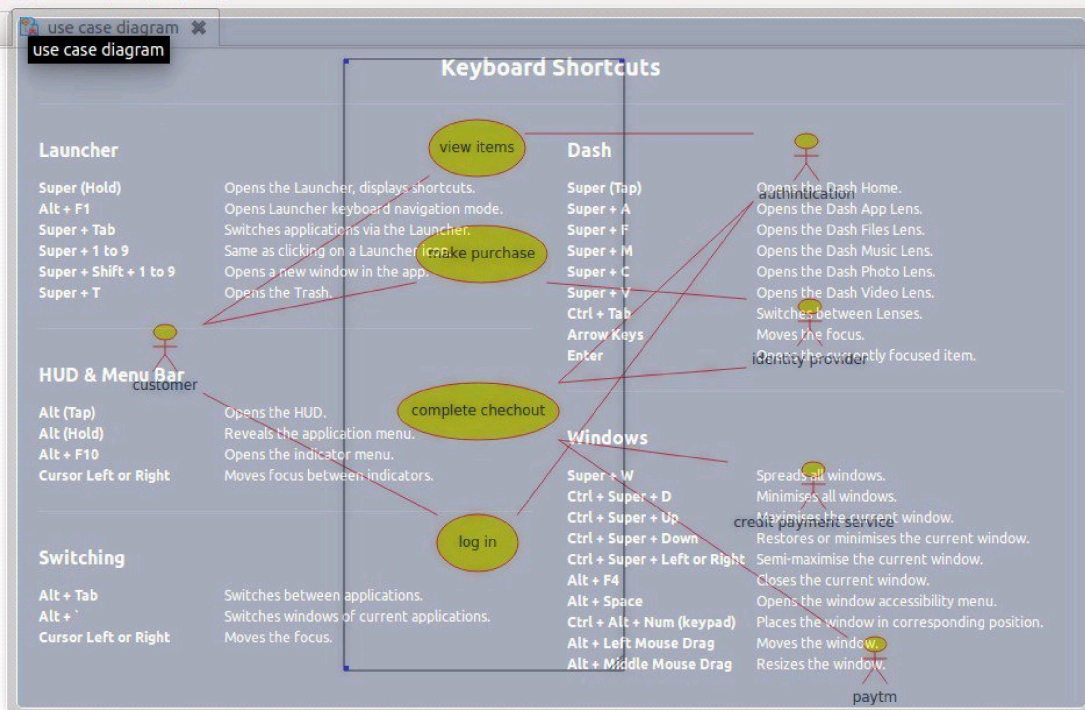 use case diagram
use case diagram
Keyboard Shortcuts
Launcher
Super (Hold) Opens the Launcher, displays shortcuts.
Alt + F1 Opens Launcher keyboard navigation mode.
Super + Tab Switches applications via the Launcher.
Super + 1 to 9 Same as clicking on a Launcher icon.
Super + Shift + 1 to 9 Opens a new window in the app.
Super + T Opens the Trash.
HUD & Menu Bar
Alt (Tap) Opens the HUD.
Alt (Hold) Reveals the application menu.
Alt + F10 Opens the indicator menu.
Cursor Left or Right Moves focus between indicators.
Switching
Alt + Tab Switches between applications.
Alt + ` Switches windows of current applications.
Cursor Left or Right Moves the focus.
Dash
Super (Tap) Opens the Dash Home.
Super + A Opens the Dash App Lens.
Super + F Opens the Dash Files Lens.
Super + M Opens the Dash Music Lens.
Super + C Opens the Dash Photo Lens.
Super + V Opens the Dash Video Lens.
Ctrl + Tab Switches between Lenses.
Arrow Keys Moves the focus.
Enter Opens the currently focused item.
Windows
Super + W Spreads all windows.
Ctrl + Super + D Minimises all windows.
Ctrl + Super + Up Maximises the current window.
Ctrl + Super + Down Restores or minimises the current window.
Ctrl + Super + Left or Right Semi-maximise the current window.
Alt + F4 Closes the current window.
Alt + Space Opens the window accessibility menu.
Ctrl + Alt + Num (keypad) Places the window in corresponding position.
Alt + Left Mouse Drag Moves the window.
Alt + Middle Mouse Drag Resizes the window.
view items
make purchase
complete chechout
log in
customer
authintication
identity provider
credit payment service
paytm